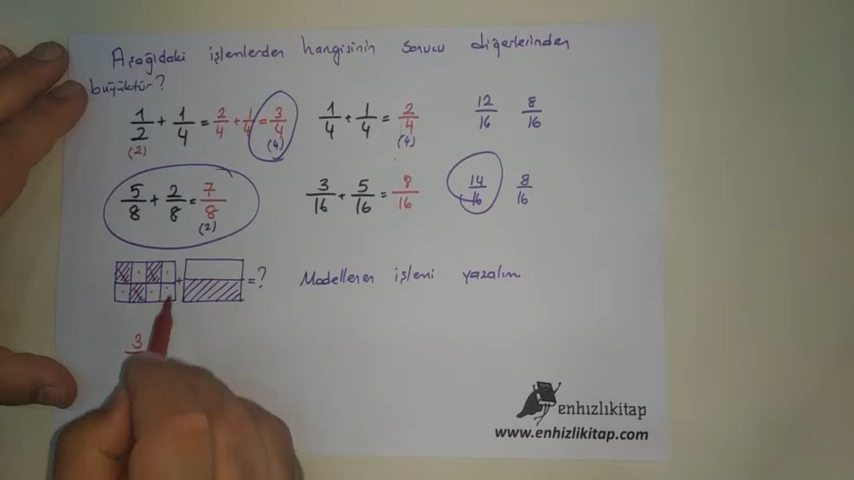 Aşağıdaki işlemlerden hangisinin sonucu diğerlerinden
büyüktür?
1/2 + 1/4 = 2/4 + 1/4 = 3/4
(2) (4)
1/4 + 1/4 = 2/4
(4)
12/16 8/16
5/8 + 2/8 = 7/8
(2)
3/16 + 5/16 = 8/16
14/16 8/16
+ = ?
Modellenen işlemi yazalım
3
enhızlıkitap
www.enhizlikitap.com